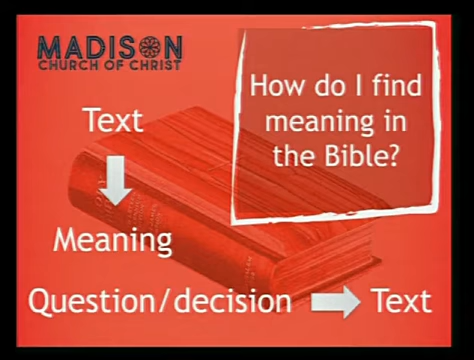 MADISON
CHURCH OF CHRIST
How do I find
meaning in
the Bible?
Text
Meaning
Question/decision Text